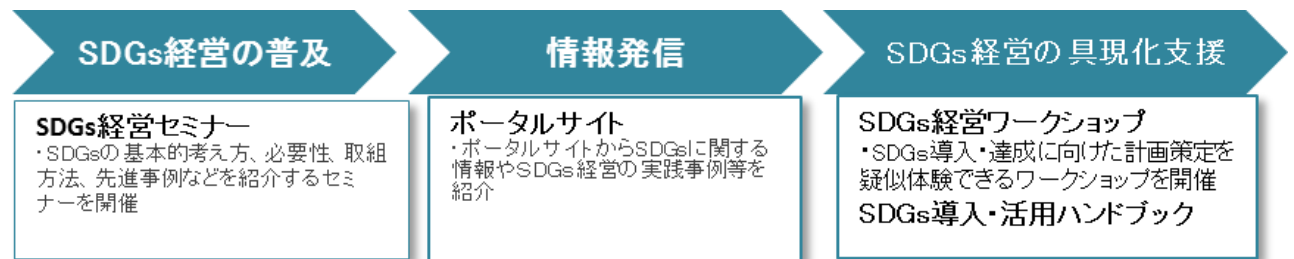 SDGs経営の普及
SDGs経営セミナー
・SDGsの基本的考え方、必要性、取組
方法、先進事例などを紹介するセミ
ナーを開催
情報発信
ポータルサイト
・ポータルサイトからSDGsに関する
情報やSDGs経営の実践事例等を
紹介
SDGs経営の具現化支援
SDGs経営ワークショップ
・SDGs導入・達成に向けた計画策定を
疑似体験できるワークショップを開催
SDGs導入・活用ハンドブック